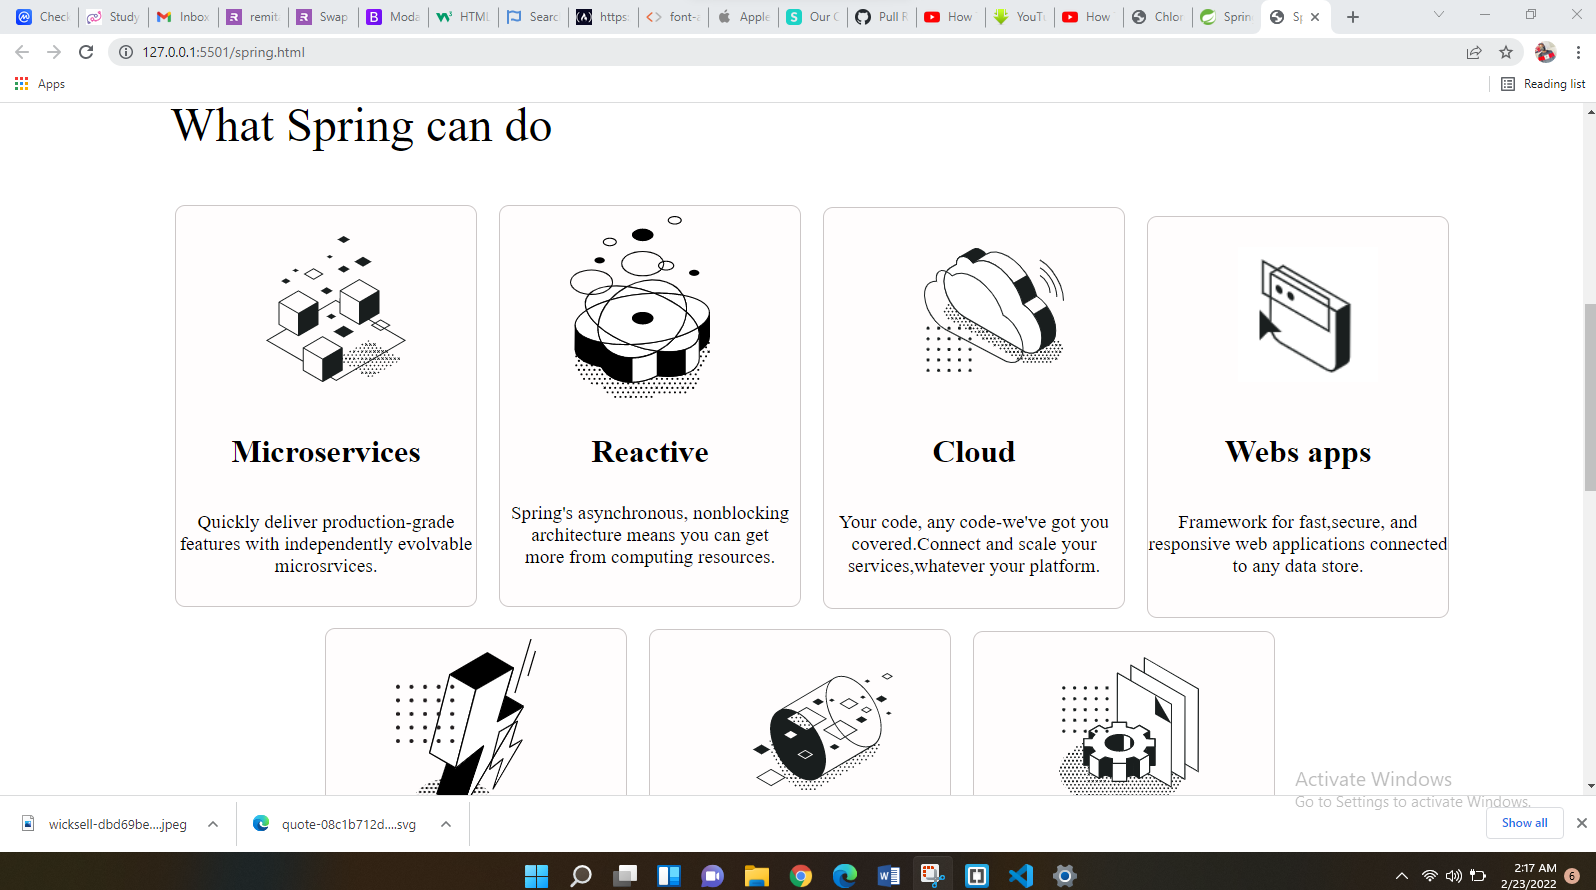 Check
Study
Inbox
remit
Swap
Moda
HTML
Searc
https:
font-a
Apple
Our C
Pull R
How
YouTu
How
Chlor
Sprin
Sp
127.0.0.1:5501/spring.html
Apps
Reading list
What Spring can do
Microservices
Reactive
Cloud
Webs apps
Quickly deliver production-grade
features with independently evolvable
microsrvices.
Spring's asynchronous, nonblocking
architecture means you can get
more from computing resources.
Your code, any code-we've got you
covered.Connect and scale your
services,whatever your platform.
Framework for fast,secure, and
responsive web applications connected
to any data store.
Activate Windows
Go to Settings to activate Windows.
wicksell-dbd69be....jpeg
quote-08c1b712d....svg
Show all
2:17 AM
2/23/2022
6